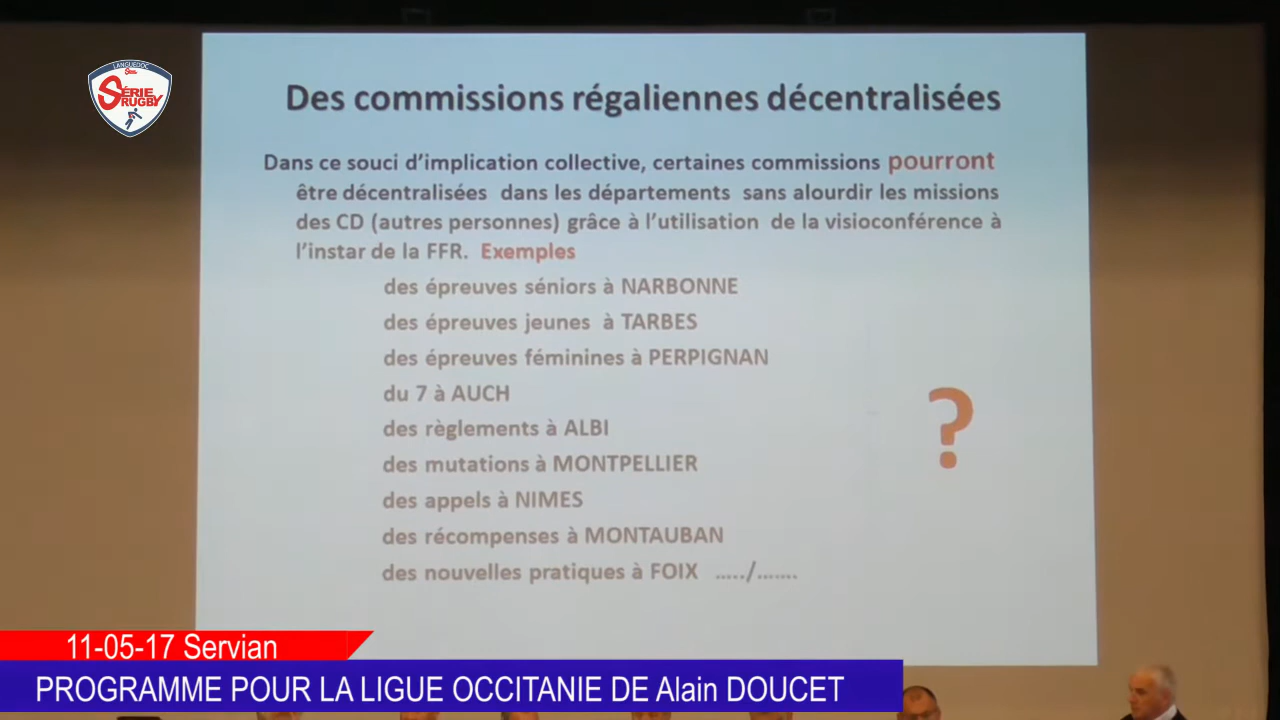 LANGUEDOC
SÉRIE
RUGBY
Des commissions régaliennes décentralisées
Dans ce souci d'implication collective, certaines commissions pourront
être décentralisées dans les départements sans alourdir les missions
des CD (autres personnes) grâce à l'utilisation de la visioconférence à
l'instar de la FFR. Exemples
des épreuves séniors à NARBONNE
des épreuves jeunes à TARBES
des épreuves féminines à PERPIGNAN
du 7 à AUCH
des règlements à ALBI
des mutations à MONTPELLIER
des appels à NIMES
des récompenses à MONTAUBAN
des nouvelles pratiques à FOIX ...../.......
?
11-05-17 Servian
PROGRAMME POUR LA LIGUE OCCITANIE DE Alain DOUCET